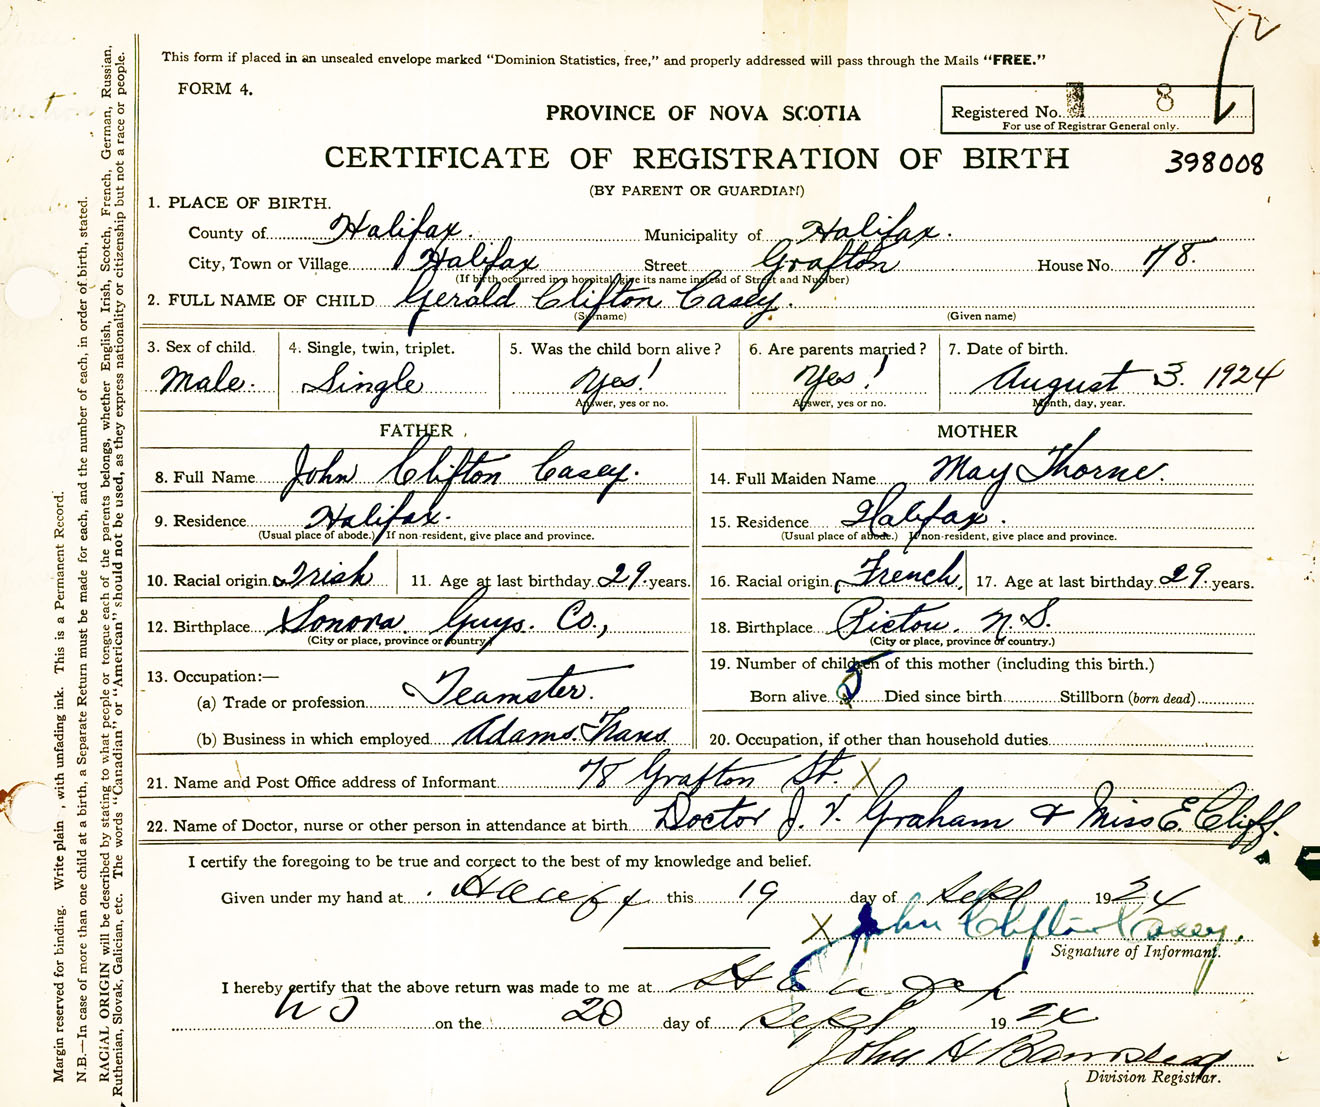 This form if placed in an unsealed envelope marked "Dominion Statistics, free," and properly addressed will pass through the Mails "FREE."
FORM 4.
PROVINCE OF NOVA SCOTIA
Registered No. 8
For use of Registrar General only.
CERTIFICATE OF REGISTRATION OF BIRTH
398008
(BY PARENT OR GUARDIAN)
1. PLACE OF BIRTH.
County of Halifax. Municipality of Halifax.
City, Town or Village Halifax Street Grafton House No. 78.
(If birth occurred in a hospital, give its name instead of Street and Number)
2. FULL NAME OF CHILD Gerald Clifton Casey.
(Surname) (Given name)
3. Sex of child. 4. Single, twin, triplet. 5. Was the child born alive? 6. Are parents married? 7. Date of birth.
Male. Single Yes! Yes! August 3. 1924
Answer, yes or no. Answer, yes or no. Month, day, year.
FATHER MOTHER
8. Full Name John Clifton Casey. 14. Full Maiden Name May Thorne.
9. Residence Halifax. 15. Residence Halifax.
(Usual place of abode.) If non-resident, give place and province. (Usual place of abode.) If non-resident, give place and province.
10. Racial origin Irish 11. Age at last birthday 29 years. 16. Racial origin French, 17. Age at last birthday 29 years.
12. Birthplace Sonora Guys. Co., 18. Birthplace Pictou. N.S.
(City or place, province or country.) (City or place, province or country.)
13. Occupation:— 19. Number of children of this mother (including this birth.)
(a) Trade or profession Teamster. Born alive 5 Died since birth Stillborn (born dead)
(b) Business in which employed Adams. Trans. 20. Occupation, if other than household duties
21. Name and Post Office address of Informant 78 Grafton St. X
22. Name of Doctor, nurse or other person in attendance at birth Doctor J. V. Graham & Miss E. Cliff.
I certify the foregoing to be true and correct to the best of my knowledge and belief.
Given under my hand at Halifax this 19 day of Sept 1924
X John Clifton Casey.
Signature of Informant.
I hereby certify that the above return was made to me at Halifax
NS on the 20 day of Sept 1924
John H Barnstead
Division Registrar.
Margin reserved for binding. Write plain , with unfading ink. This is a Permanent Record.
N.B.—In case of more than one child at a birth, a Separate Return must be made for each, and the number of each, in order of birth, stated.
RACIAL ORIGIN will be described by stating to what people or tongue each of the parents belongs, whether English, Irish, Scotch, French, German, Russian,
Ruthenian, Slovak, Galician, etc. The words "Canadian" or "American" should not be used, as they express nationality or citizenship but not a race or people.